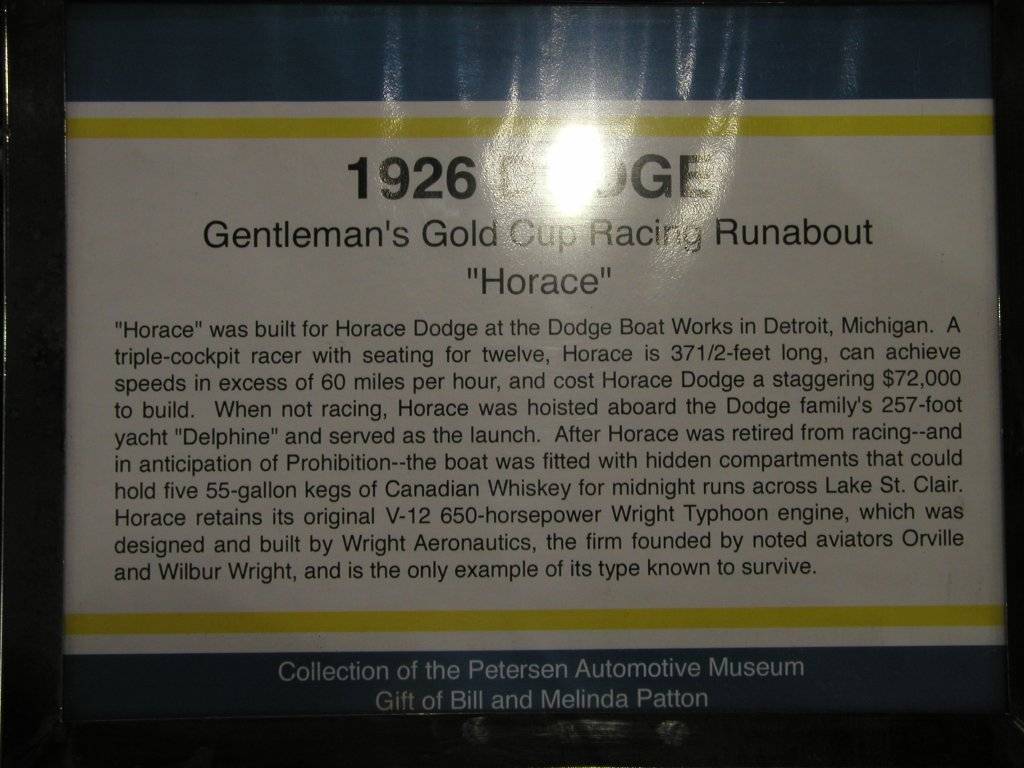 1926 DODGE
Gentleman's Gold Cup Racing Runabout
"Horace"
"Horace" was built for Horace Dodge at the Dodge Boat Works in Detroit, Michigan. A
triple-cockpit racer with seating for twelve, Horace is 371/2-feet long, can achieve
speeds in excess of 60 miles per hour, and cost Horace Dodge a staggering $72,000
to build. When not racing, Horace was hoisted aboard the Dodge family's 257-foot
yacht "Delphine" and served as the launch. After Horace was retired from racing--and
in anticipation of Prohibition--the boat was fitted with hidden compartments that could
hold five 55-gallon kegs of Canadian Whiskey for midnight runs across Lake St. Clair.
Horace retains its original V-12 650-horsepower Wright Typhoon engine, which was
designed and built by Wright Aeronautics, the firm founded by noted aviators Orville
and Wilbur Wright, and is the only example of its type known to survive.
Collection of the Petersen Automotive Museum
Gift of Bill and Melinda Patton